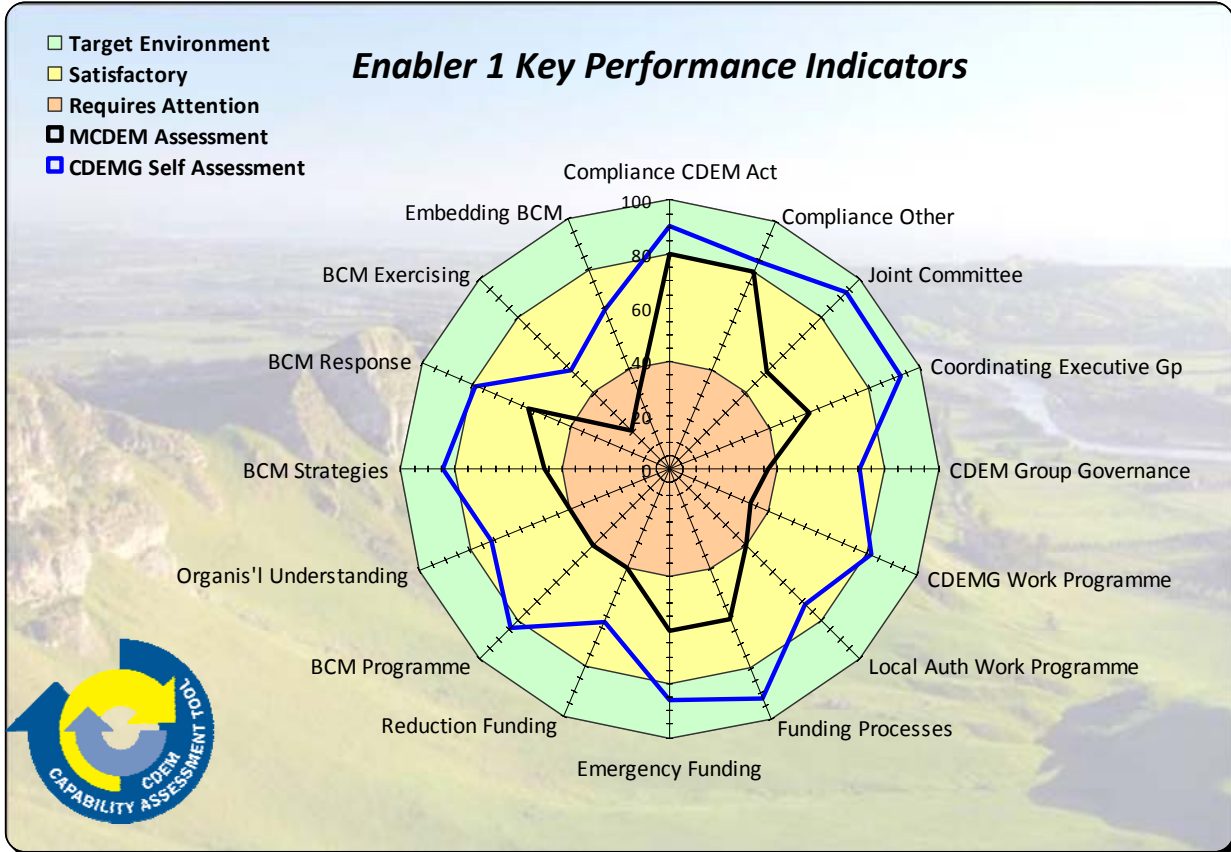 Target Environment
Satisfactory
Requires Attention
MCDEM Assessment
CDEMG Self Assessment
Enabler 1 Key Performance Indicators
Compliance CDEM Act
Compliance Other
Joint Committee
Coordinating Executive Gp
CDEM Group Governance
CDEMG Work Programme
Local Auth Work Programme
Funding Processes
Emergency Funding
Reduction Funding
BCM Programme
Organis'l Understanding
BCM Strategies
BCM Response
BCM Exercising
Embedding BCM
100
80
60
40
20
0
CDEM
CAPABILITY ASSESSMENT TOOL